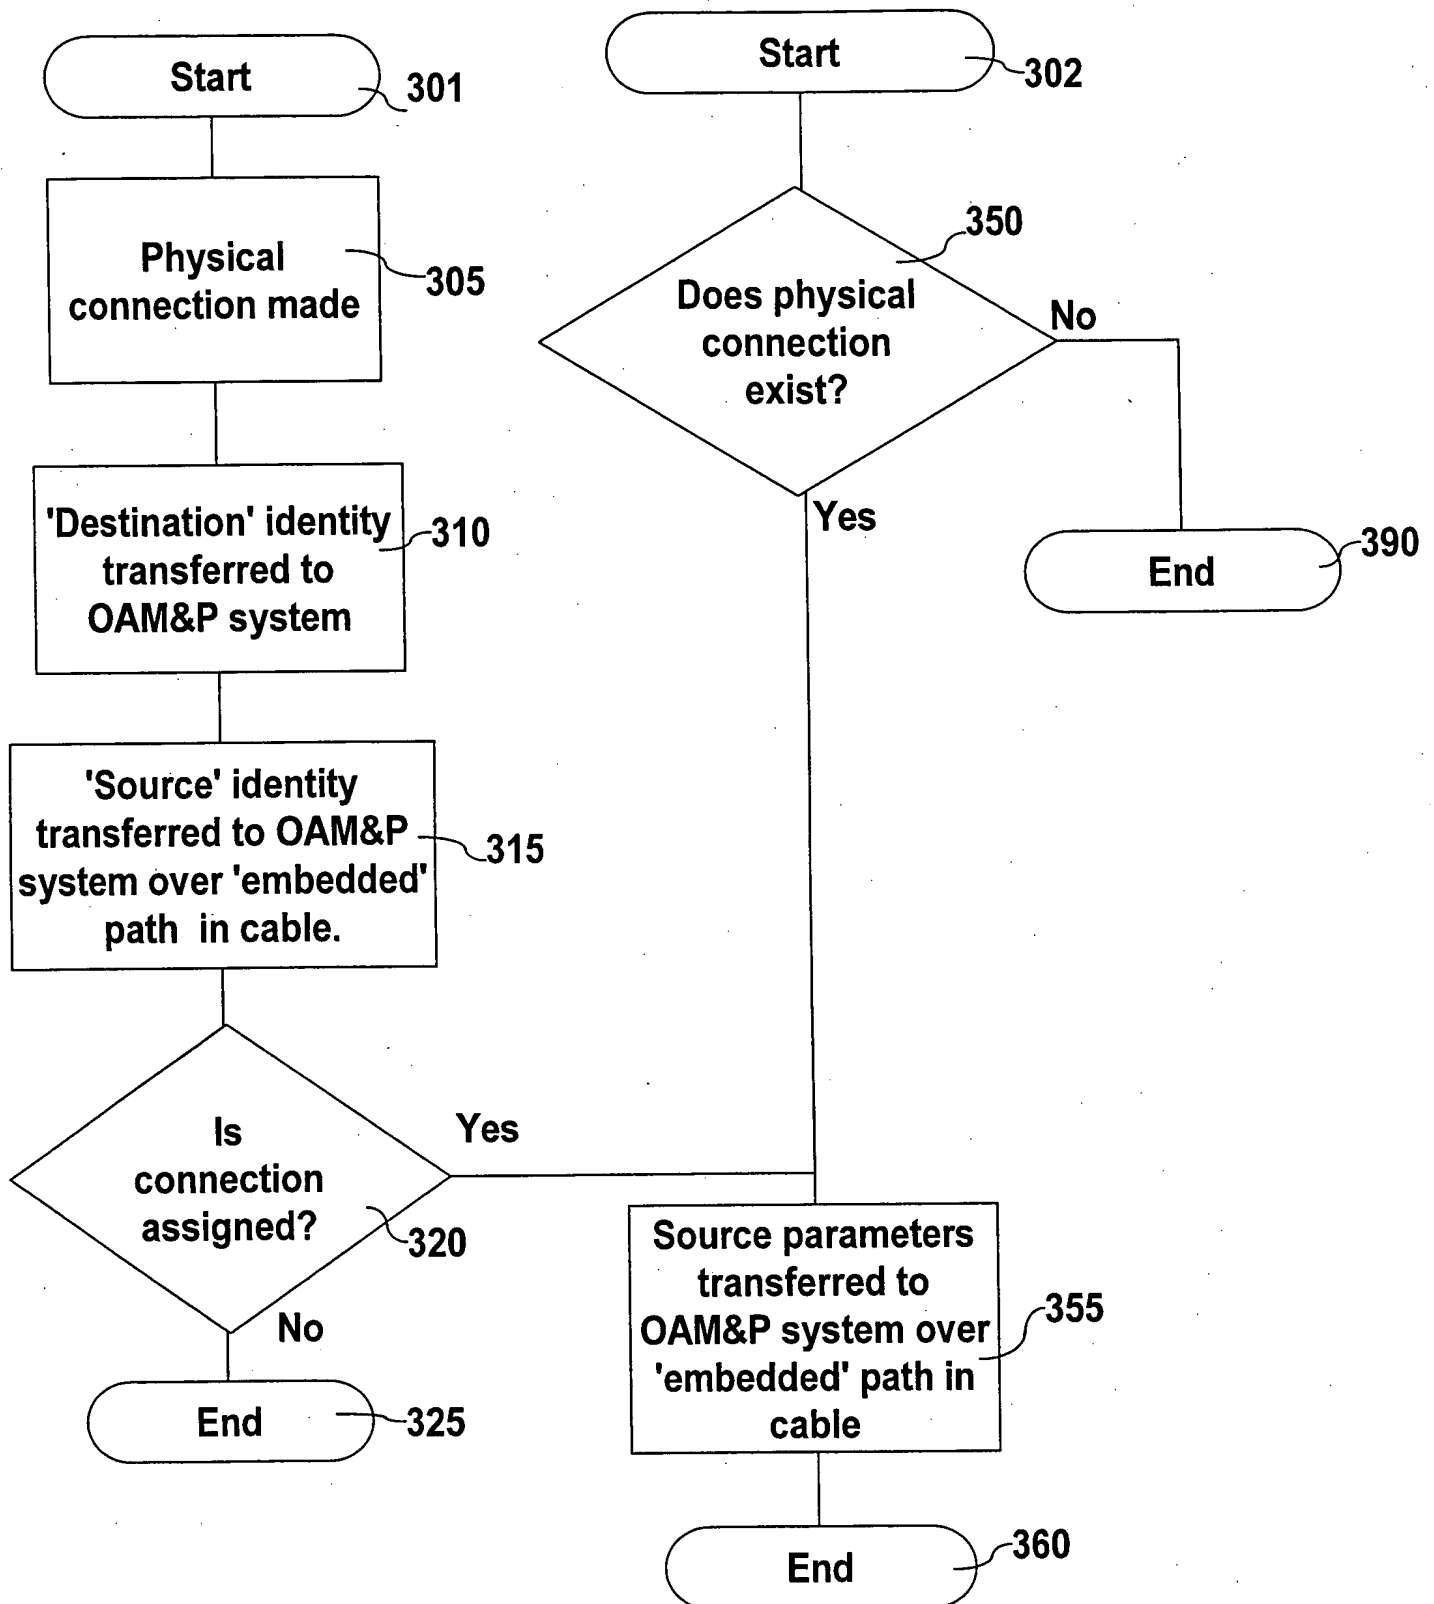 Start
301
Physical
connection made
305
'Destination' identity
transferred to
OAM&P system
310
'Source' identity
transferred to OAM&P
system over 'embedded'
path in cable.
315
Is
connection
assigned?
320
Yes
No
End
325
Start
302
Does physical
connection
exist?
350
No
Yes
End
390
Source parameters
transferred to
OAM&P system over
'embedded' path in
cable
355
End
360